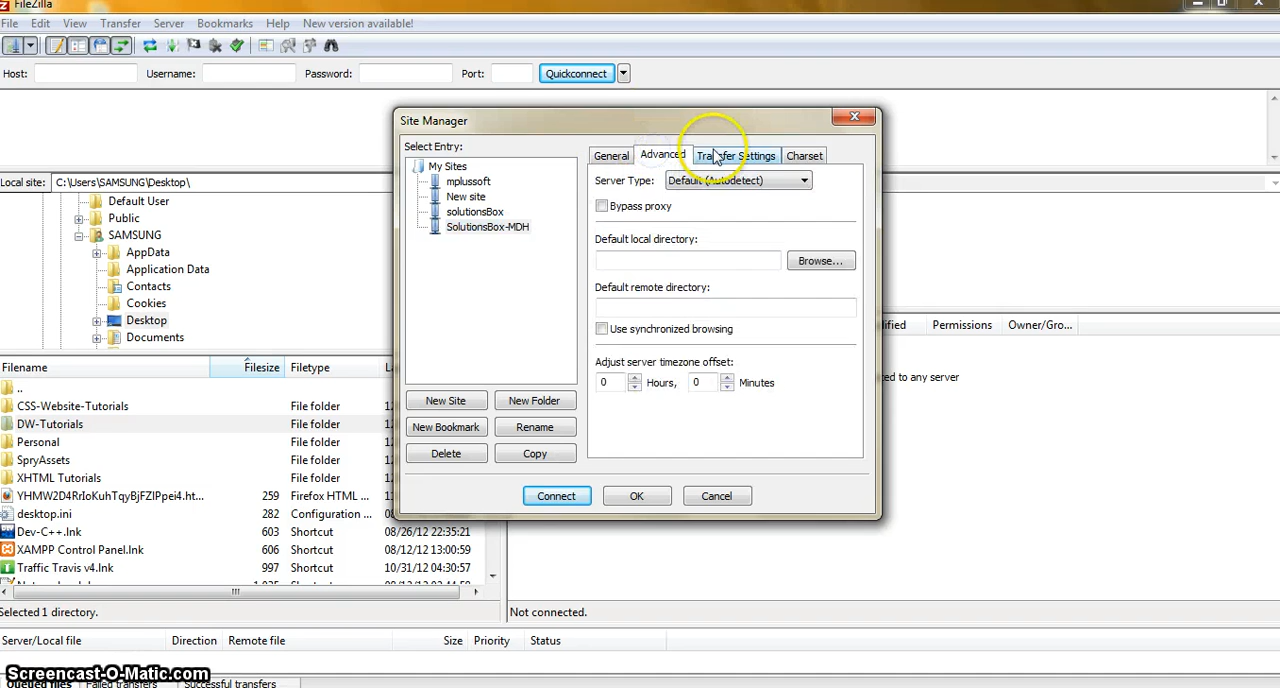 FileZilla
File Edit View Transfer Server Bookmarks Help New version available!
Host: Username: Password: Port: Quickconnect
Site Manager
Select Entry:
My Sites
mplussoft
New site
solutionsBox
SolutionsBox-MDH
New Site New Folder
New Bookmark Rename
Delete Copy
General Advanced Transfer Settings Charset
Server Type: Default (Autodetect)
Bypass proxy
Default local directory:
Browse...
Default remote directory:
Use synchronized browsing
Adjust server timezone offset:
0 Hours, 0 Minutes
Connect OK Cancel
Local site: C:\Users\SAMSUNG\Desktop\
Default User
Public
SAMSUNG
AppData
Application Data
Contacts
Cookies
Desktop
Documents
Filename Filesize Filetype
..
CSS-Website-Tutorials File folder
DW-Tutorials File folder
Personal File folder
SpryAssets File folder
XHTML Tutorials File folder
259 Firefox HTML ...
desktop.ini 282 Configuration ...
Dev-C++.lnk 603 Shortcut 08/26/12 22:35:21
XAMPP Control Panel.lnk 606 Shortcut 08/12/12 13:00:59
Traffic Travis v4.lnk 997 Shortcut 10/31/12 04:30:57
Selected 1 directory.
Permissions Owner/Gro...
to any server
Not connected.
Server/Local file Direction Remote file Size Priority Status
Screencast-O-Matic.com
Queued files Failed transfers Successful transfers